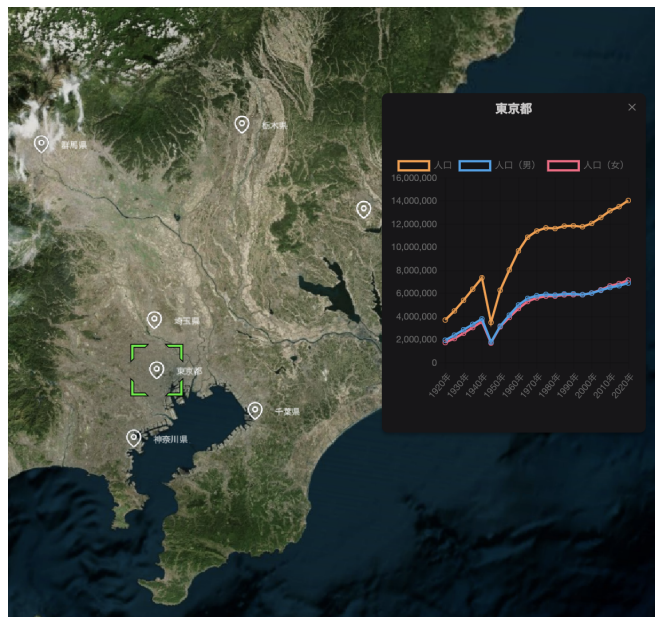 栃木県
群馬県
埼玉県
東京都
千葉県
神奈川県
東京都
×
人口
人口（男）
人口（女）
16,000,000
14,000,000
12,000,000
10,000,000
8,000,000
6,000,000
4,000,000
2,000,000
0
1920年
1930年
1940年
1950年
1960年
1970年
1980年
1990年
2000年
2010年
2020年